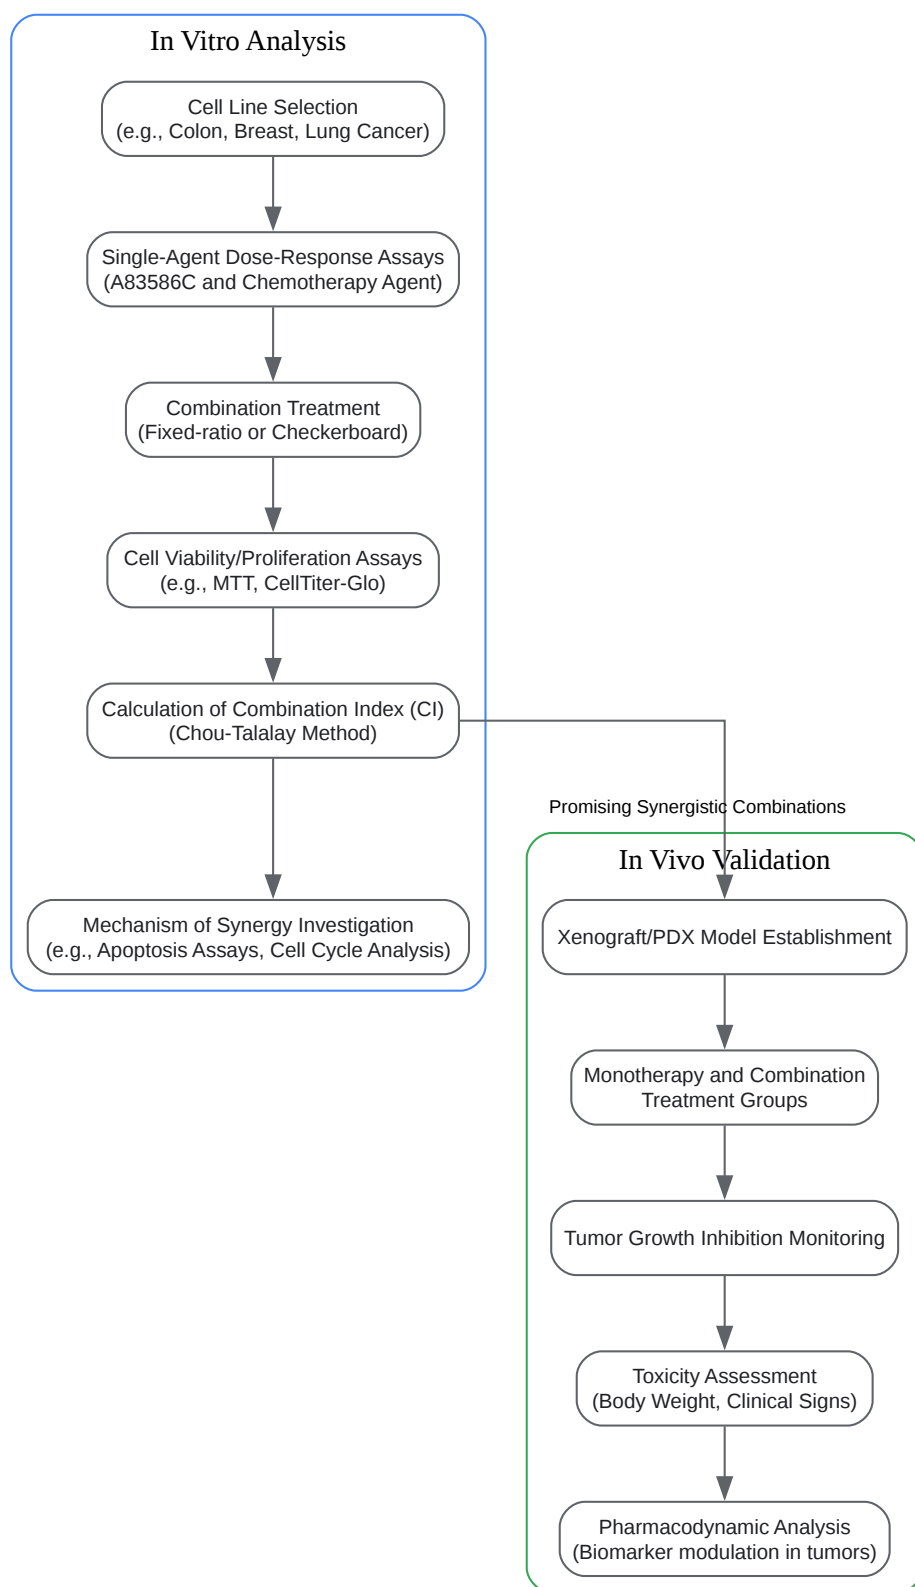 In Vitro Analysis
Cell Line Selection
(e.g., Colon, Breast, Lung Cancer)
Single-Agent Dose-Response Assays
(A83586C and Chemotherapy Agent)
Combination Treatment
(Fixed-ratio or Checkerboard)
Cell Viability/Proliferation Assays
(e.g., MTT, CellTiter-Glo)
Calculation of Combination Index (CI)
(Chou-Talalay Method)
Mechanism of Synergy Investigation
(e.g., Apoptosis Assays, Cell Cycle Analysis)
Promising Synergistic Combinations
In Vivo Validation
Xenograft/PDX Model Establishment
Monotherapy and Combination
Treatment Groups
Tumor Growth Inhibition Monitoring
Toxicity Assessment
(Body Weight, Clinical Signs)
Pharmacodynamic Analysis
(Biomarker modulation in tumors)